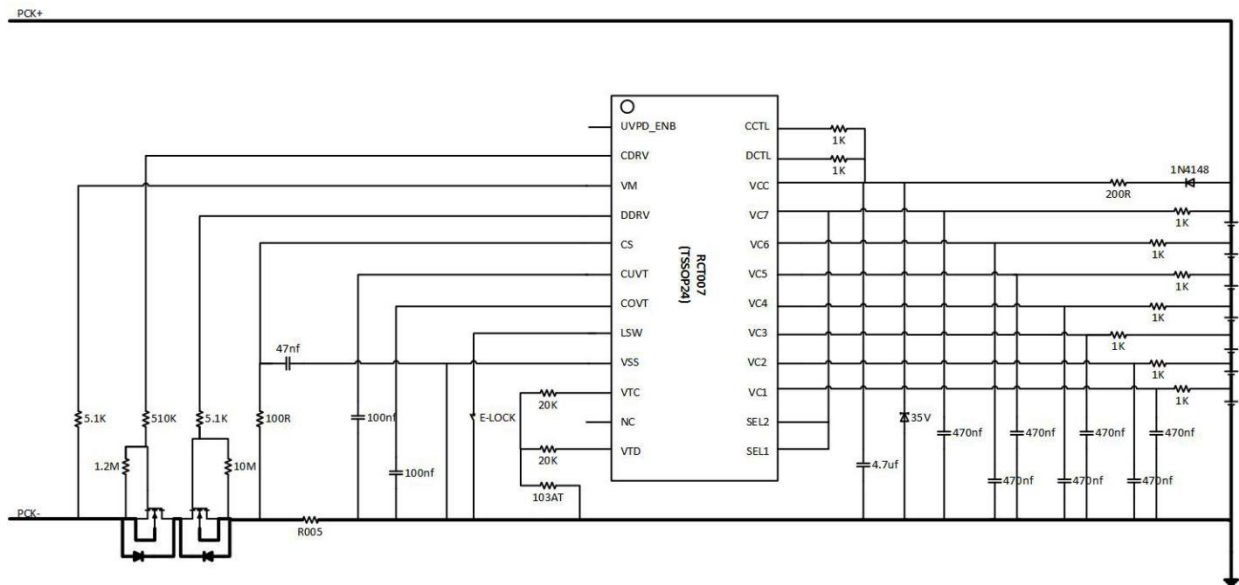 PCK+
UVPD_ENB
CDRV
VM
DDRV
CS
CUVT
COVT
LSW
VSS
VTC
NC
VTD
RCT007
(TSSOP24)
CCTL
DCTL
VCC
VC7
VC6
VC5
VC4
VC3
VC2
VC1
SEL2
SEL1
1K
1K
200R
1N4148
1K
1K
1K
1K
1K
1K
1K
47nf
5.1K
510K
5.1K
100R
100nf
E-LOCK
20K
20K
103AT
1.2M
10M
100nf
35V
4.7uf
470nf
470nf
470nf
470nf
470nf
470nf
470nf
PCK-
R005